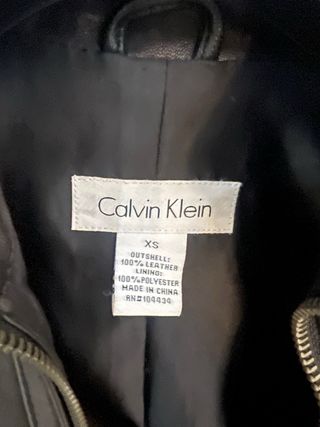 Calvin Klein
XS
OUTSHELL:
100% LEATHER
LINING:
100% POLYESTER
MADE IN CHINA
RN#104434